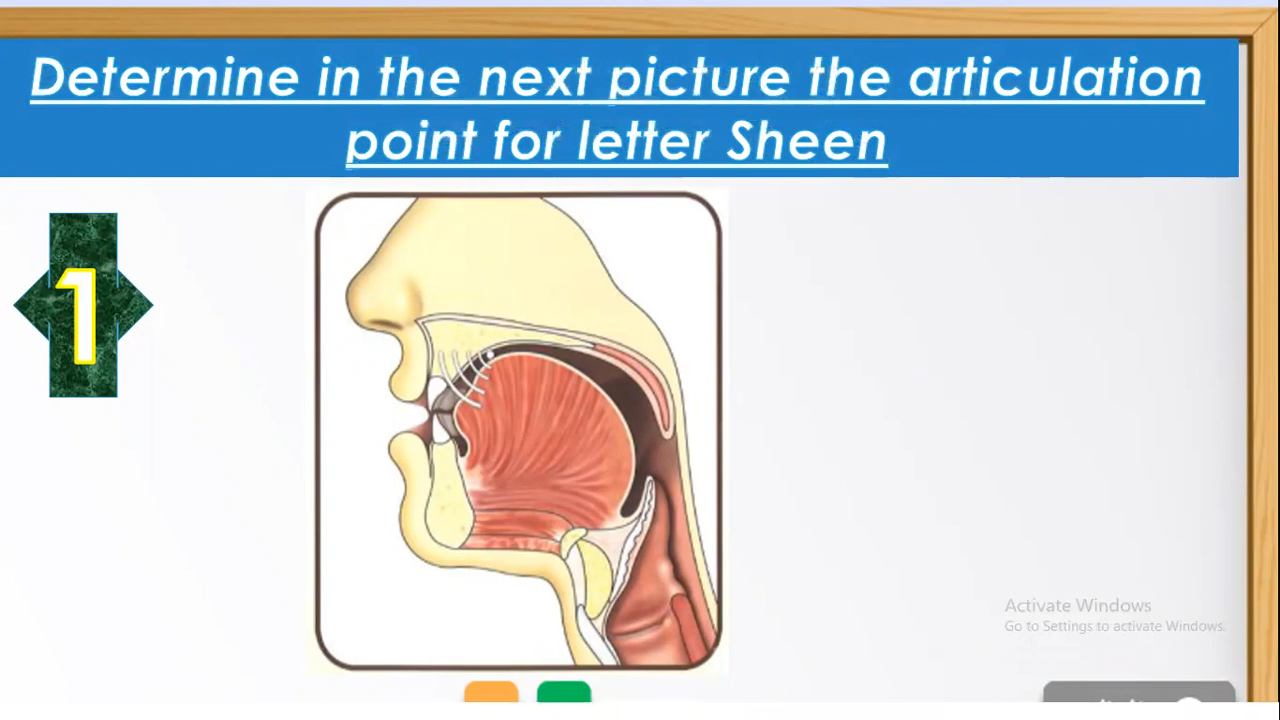 Determine in the next picture the articulation
point for letter Sheen
1
Activate Windows
Go to Settings to activate Windows.